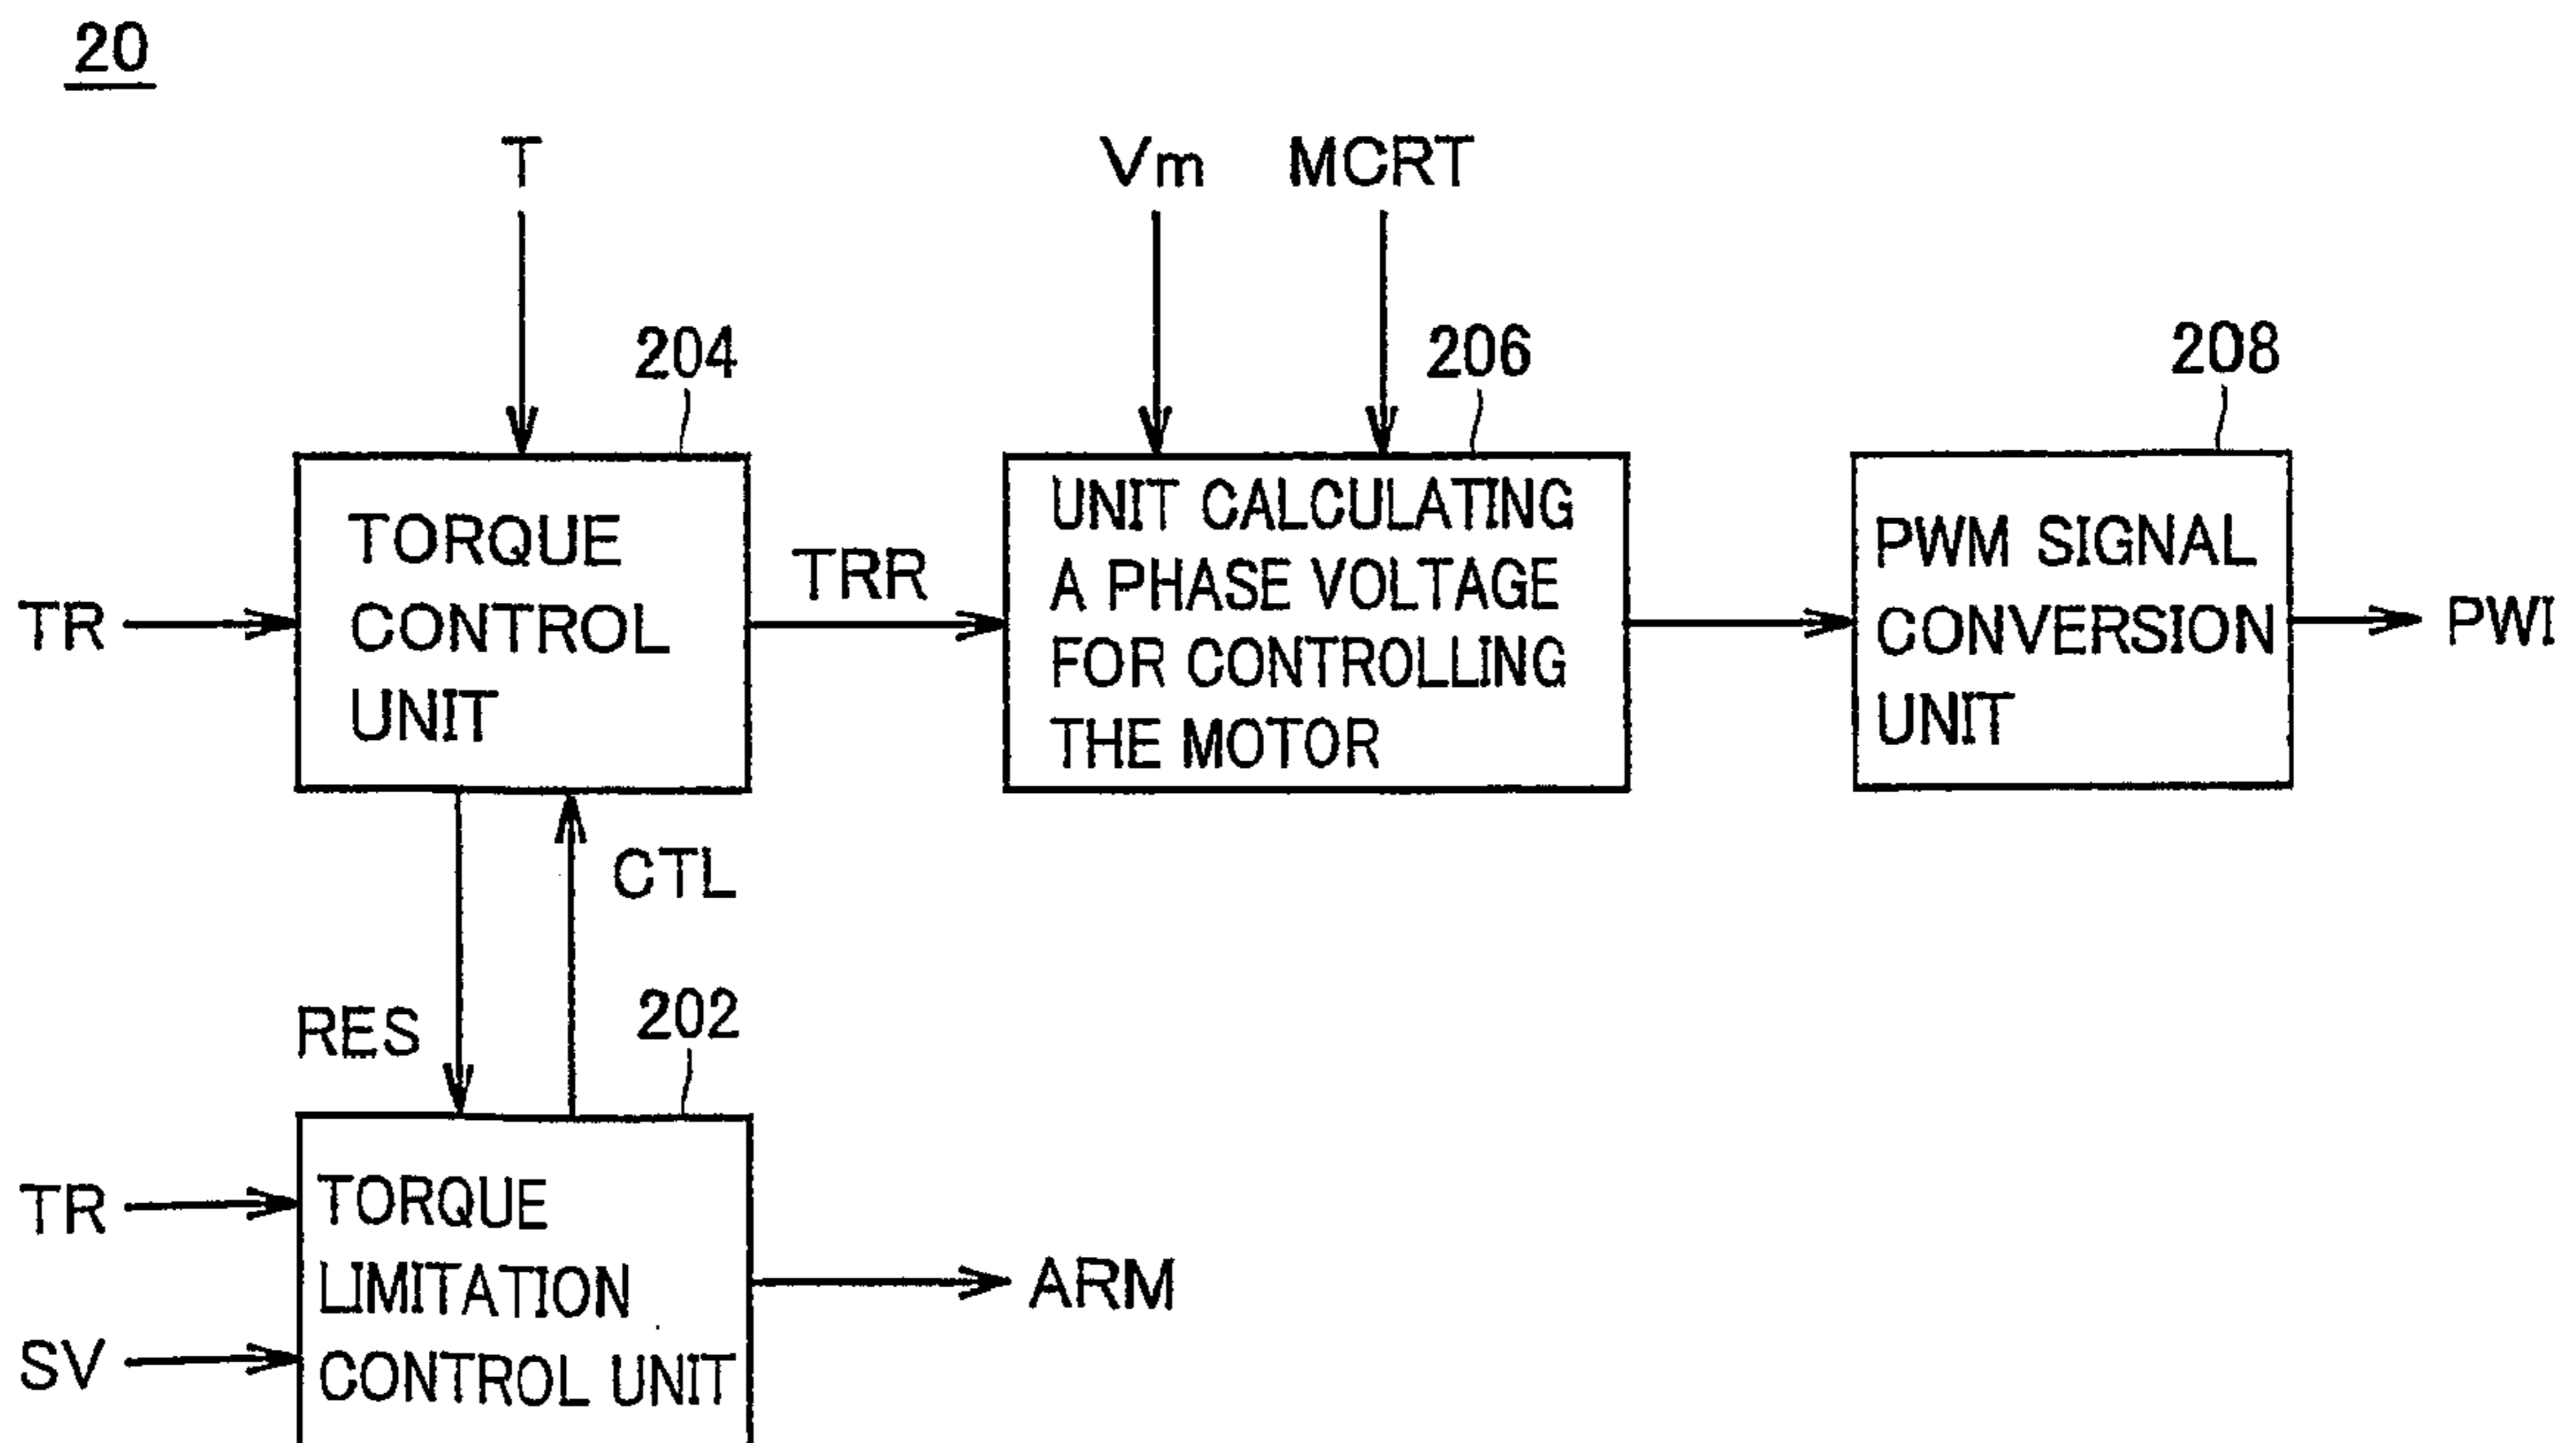 20
T
Vm
MCRT
204
206
208
TORQUE
CONTROL
UNIT
UNIT CALCULATING
A PHASE VOLTAGE
FOR CONTROLLING
THE MOTOR
PWM SIGNAL
CONVERSION
UNIT
TR
TRR
PWI
CTL
RES
202
TR
SV
TORQUE
LIMITATION
CONTROL UNIT
ARM